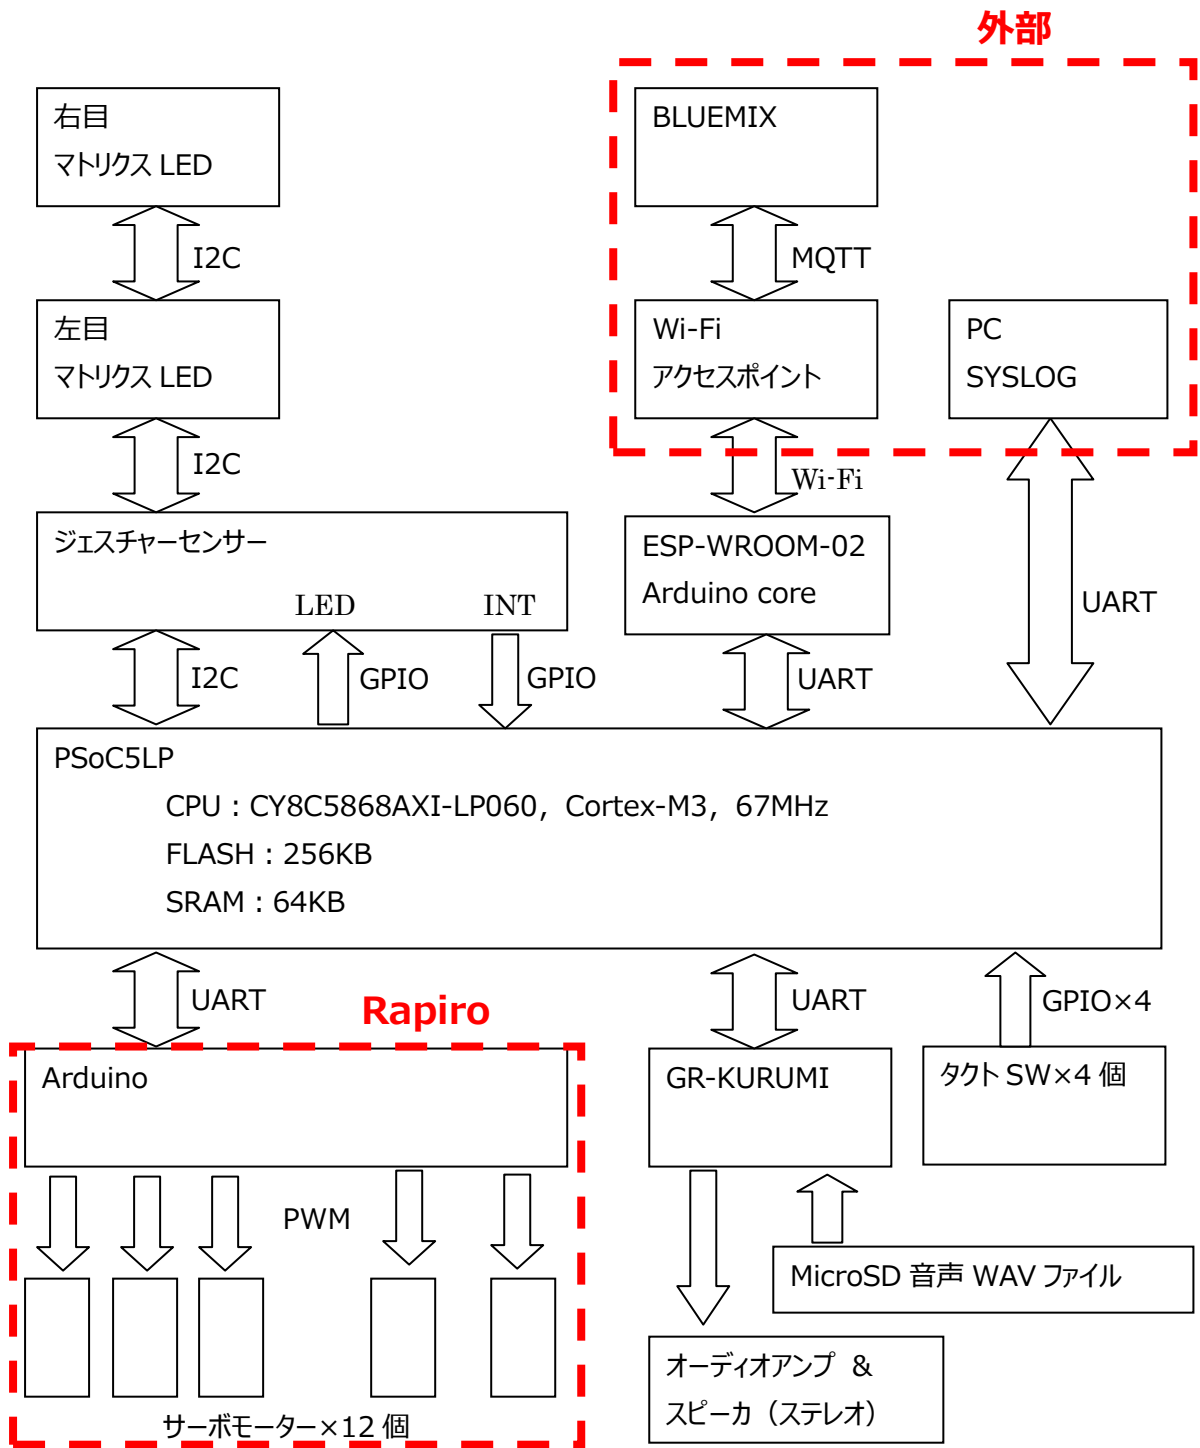 外部
右目
マトリクス LED
BLUEMIX
I2C
MQTT
左目
マトリクス LED
Wi-Fi
アクセスポイント
PC
SYSLOG
I2C
Wi-Fi
ジェスチャーセンサー
LED
INT
ESP-WROOM-02
Arduino core
UART
I2C
GPIO
GPIO
UART
PSoC5LP
CPU：CY8C5868AXI-LP060，Cortex-M3，67MHz
FLASH：256KB
SRAM：64KB
UART
Rapiro
UART
GPIO×4
Arduino
GR-KURUMI
タクト SW×4 個
PWM
MicroSD 音声 WAV ファイル
オーディオアンプ ＆
スピーカ（ステレオ）
サーボモーター×12 個